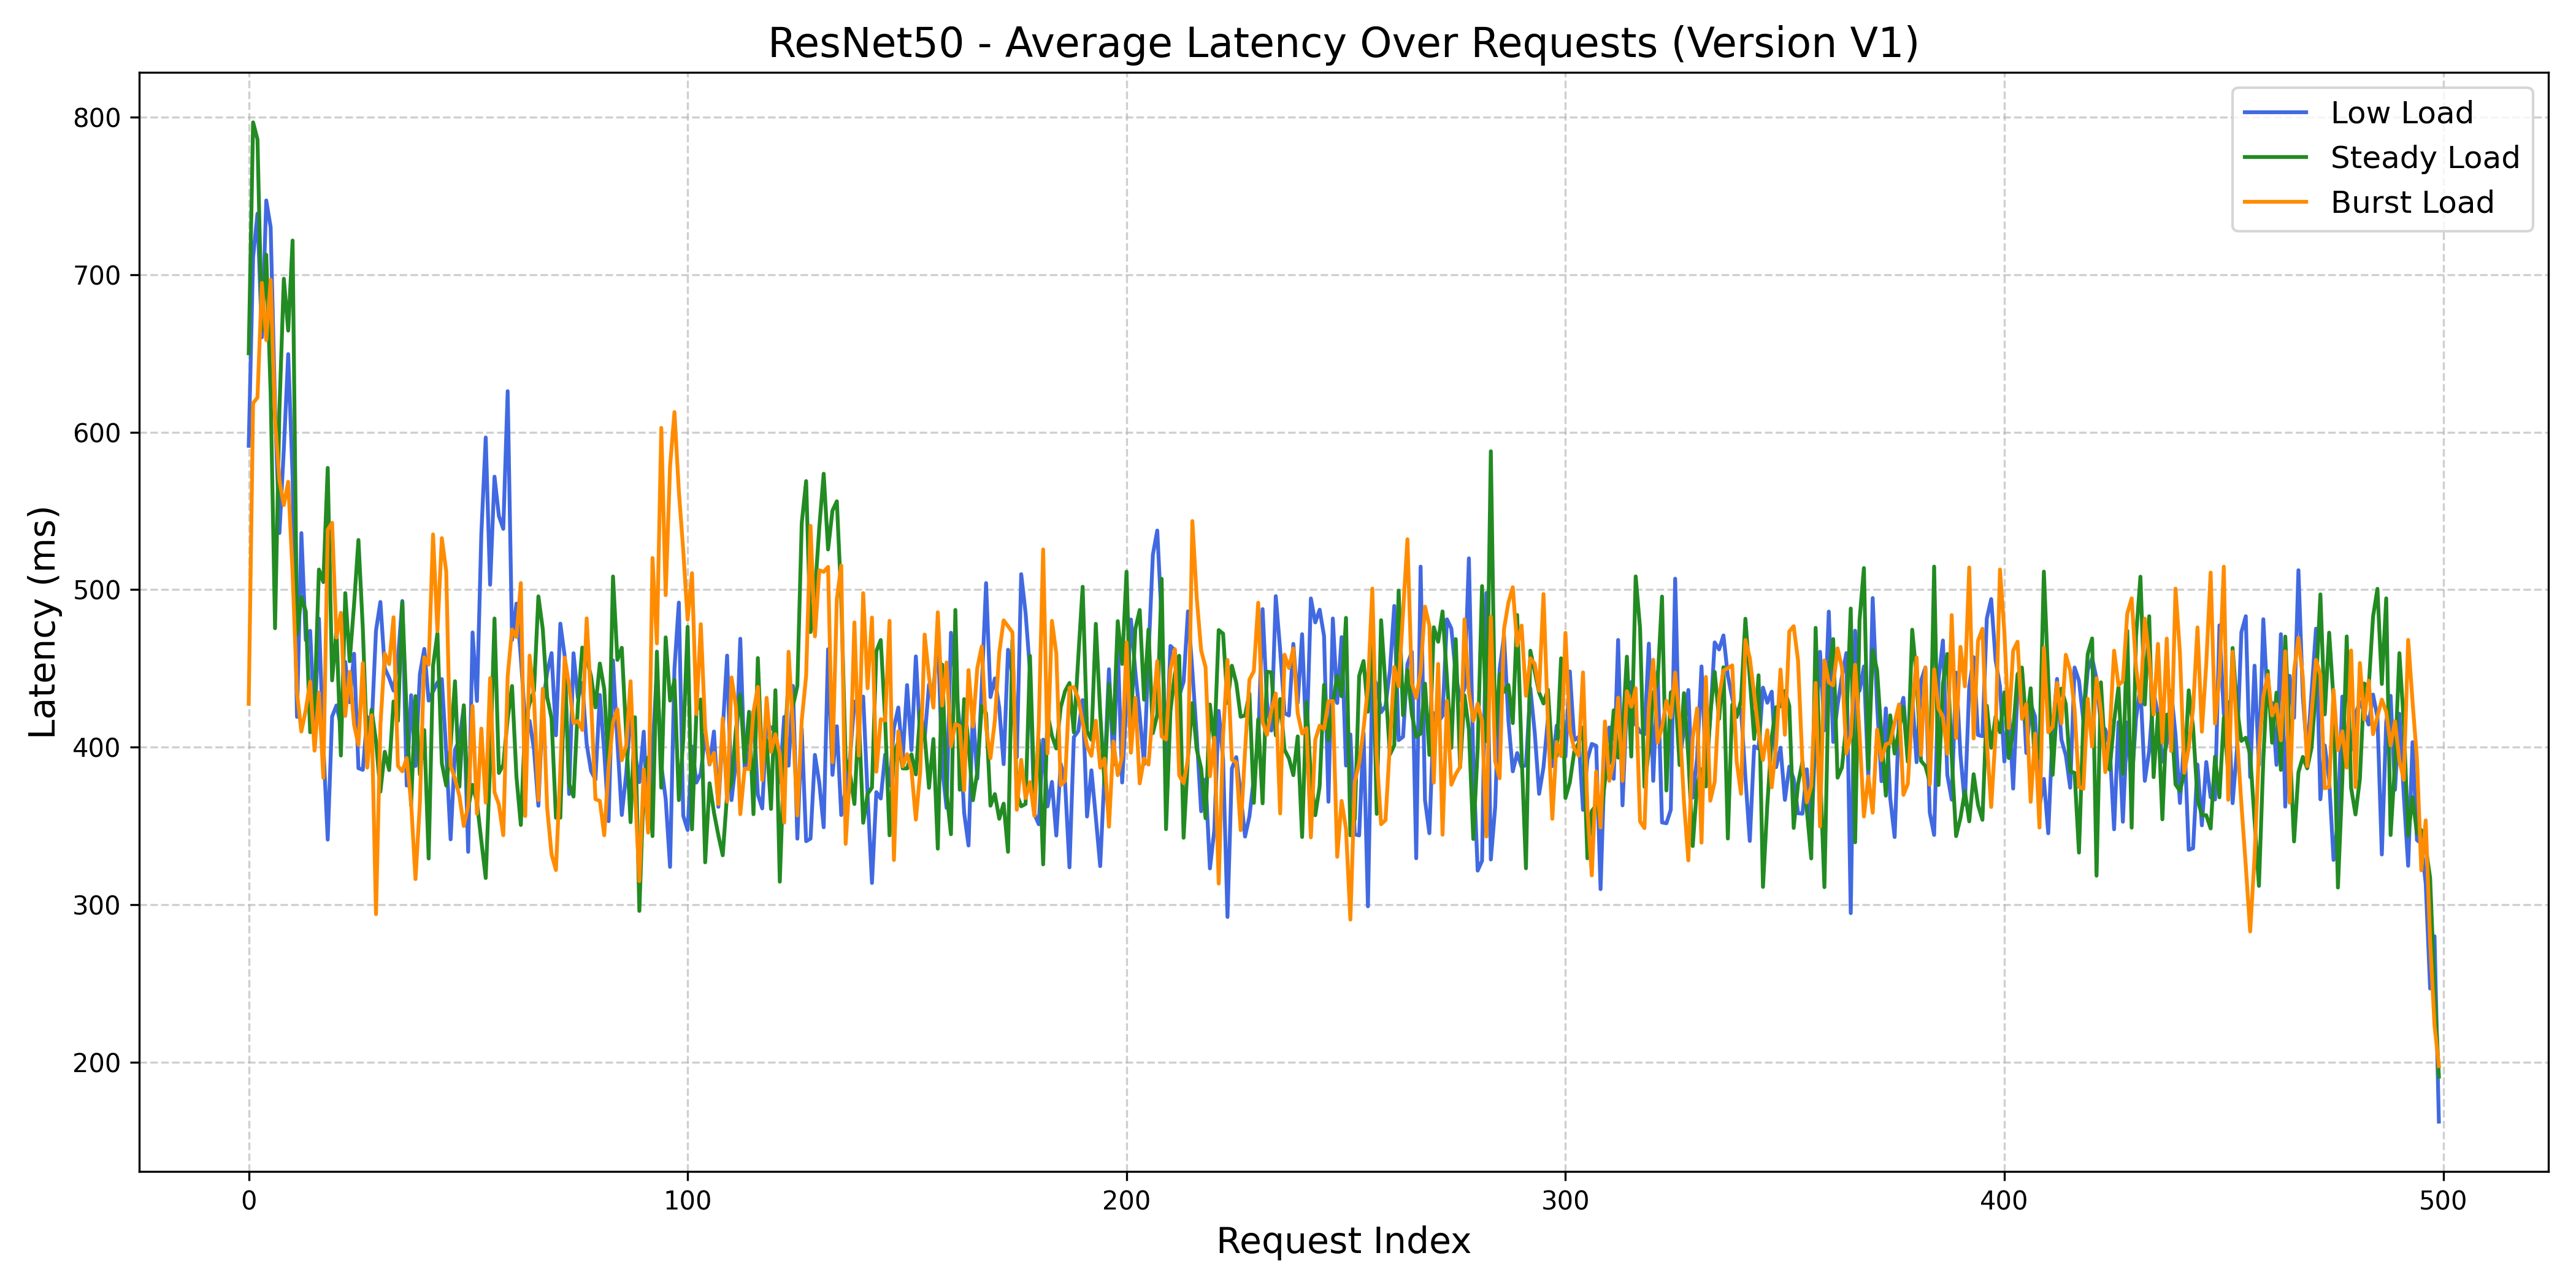 ResNet50 - Average Latency Over Requests (Version V1)
Low Load
Steady Load
Burst Load
Latency (ms)
800
700
600
500
400
300
200
0 100 200 300 400 500
Request Index